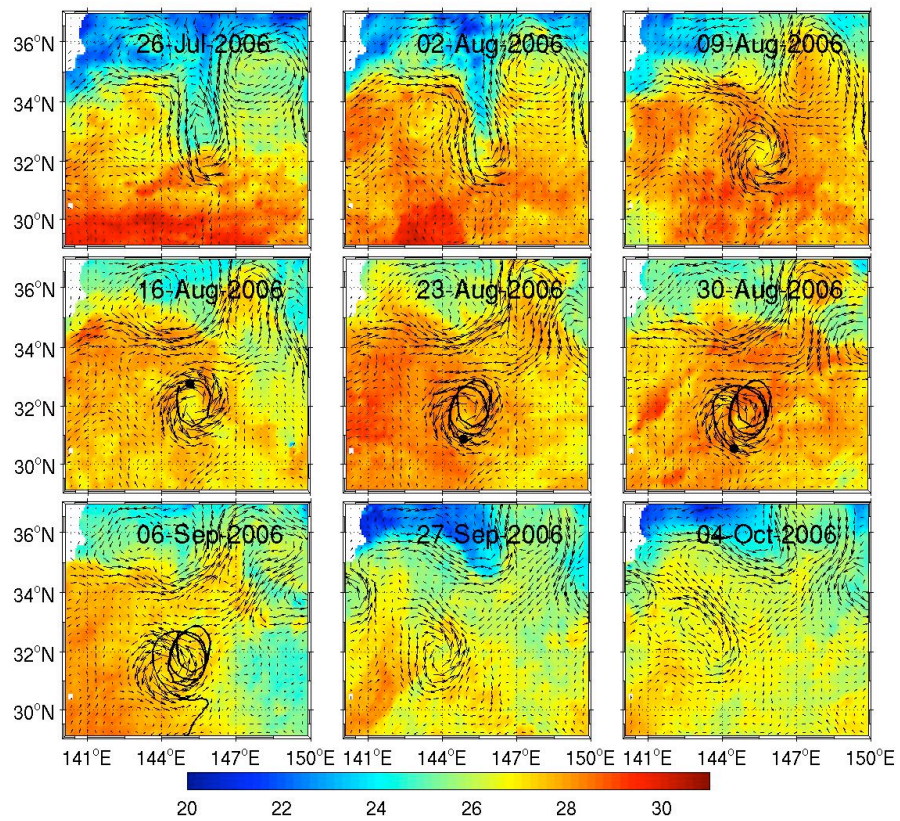 36°N
34°N
32°N
30°N
26-Jul-2006
02-Aug-2006
09-Aug-2006
36°N
34°N
32°N
30°N
16-Aug-2006
23-Aug-2006
30-Aug-2006
36°N
34°N
32°N
30°N
06-Sep-2006
27-Sep-2006
04-Oct-2006
141°E 144°E 147°E 150°E 141°E 144°E 147°E 150°E 141°E 144°E 147°E 150°E
20 22 24 26 28 30